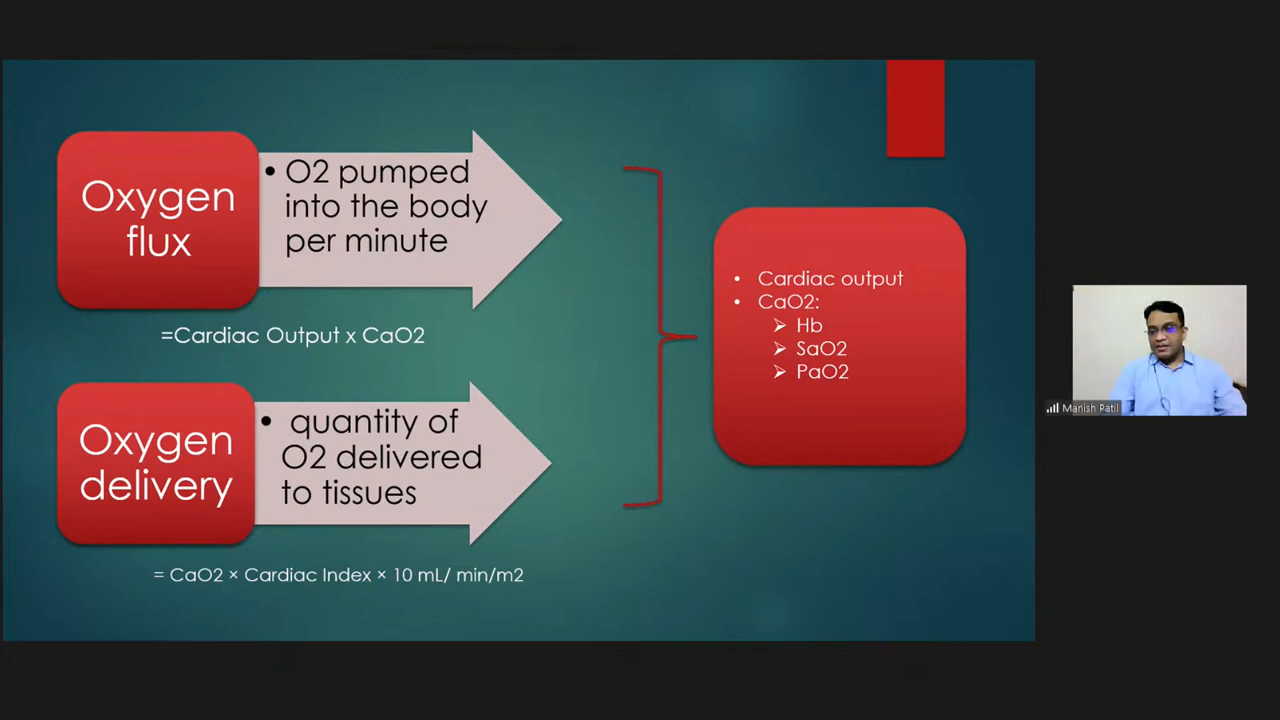 Oxygen
flux
• O2 pumped
into the body
per minute
=Cardiac Output x CaO2
Oxygen
delivery
• quantity of
O2 delivered
to tissues
= CaO2 × Cardiac Index × 10 mL/ min/m2
• Cardiac output
• CaO2:
➢ Hb
➢ SaO2
➢ PaO2
Manish Patil